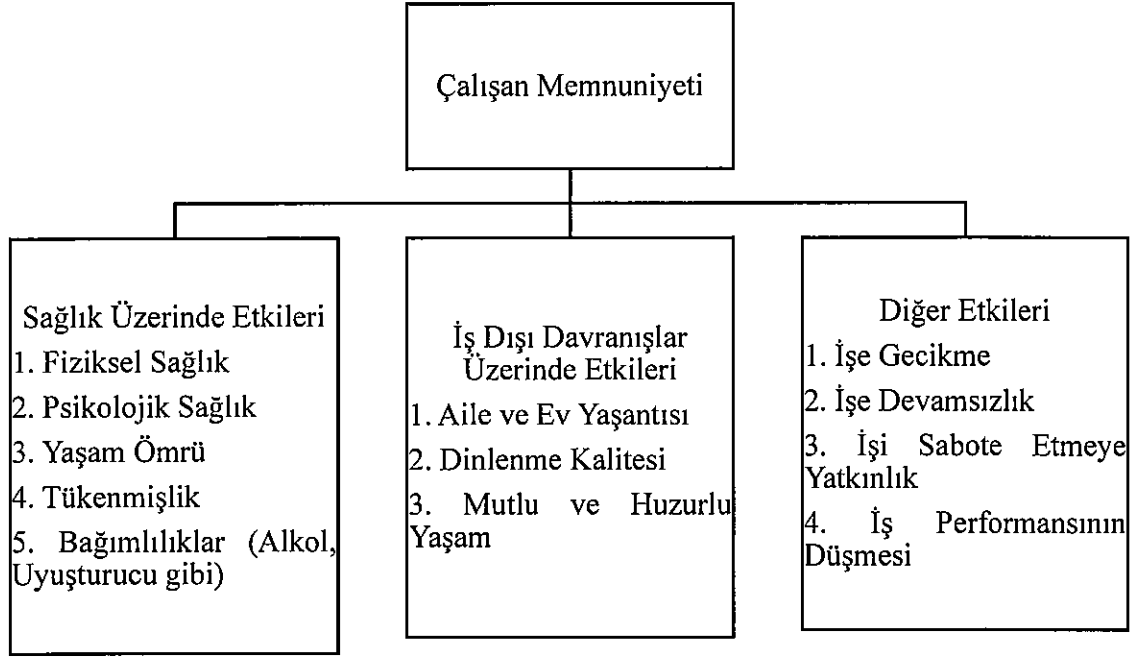 Çalışan Memnuniyeti
Sağlık Üzerinde Etkileri
1. Fiziksel Sağlık
2. Psikolojik Sağlık
3. Yaşam Ömrü
4. Tükenmişlik
5. Bağımlılıklar (Alkol,
Uyuşturucu gibi)
İş Dışı Davranışlar
Üzerinde Etkileri
1. Aile ve Ev Yaşantısı
2. Dinlenme Kalitesi
3. Mutlu ve Huzurlu
Yaşam
Diğer Etkileri
1. İşe Gecikme
2. İşe Devamsızlık
3. İşi Sabote Etmeye
Yatkınlık
4. İş Performansının
Düşmesi